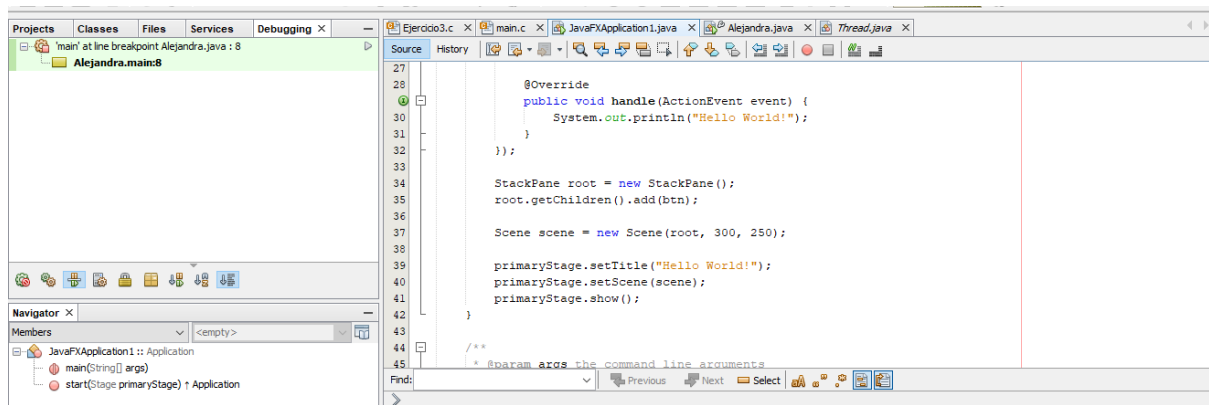 Projects Classes Files Services Debugging
'main' at line breakpoint Alejandra.java : 8
Alejandra.main:8
Navigator
Members <empty>
JavaFXApplication1 :: Application
main(String[] args)
start(Stage primaryStage) ↑ Application
Ejercicio3.c main.c JavaFXApplication1.java Alejandra.java Thread.java
Source History
27
28 @Override
public void handle(ActionEvent event) {
30 System.out.println("Hello World!");
31 }
32 });
33
34 StackPane root = new StackPane();
35 root.getChildren().add(btn);
36
37 Scene scene = new Scene(root, 300, 250);
38
39 primaryStage.setTitle("Hello World!");
40 primaryStage.setScene(scene);
41 primaryStage.show();
42 }
43
44 /**
45 * @param args the command line arguments
Find: Previous Next Select